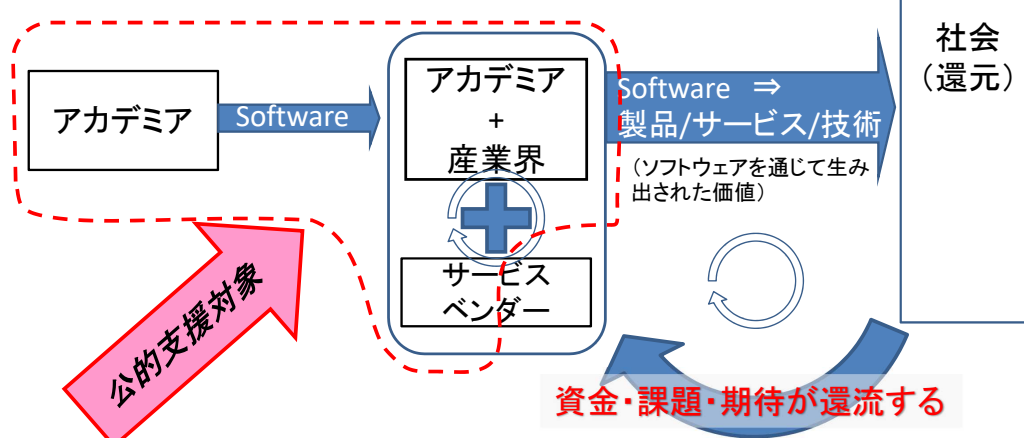 アカデミア
Software
アカデミア
+
産業界
サービス
ベンダー
Software ⇒
製品/サービス/技術
（ソフトウェアを通じて生み
出された価値）
社会
（還元）
公的支援対象
資金・課題・期待が還流する